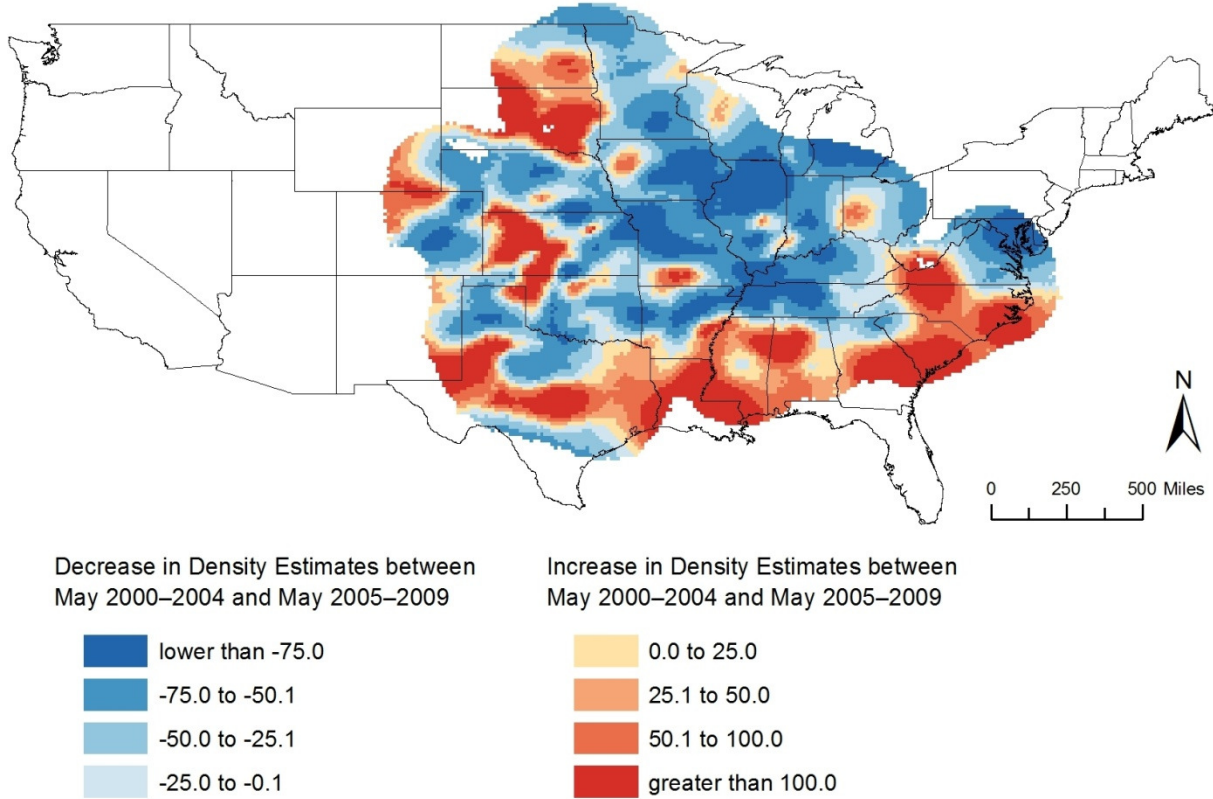 N
0 250 500 Miles
Decrease in Density Estimates between
May 2000–2004 and May 2005–2009
lower than -75.0
-75.0 to -50.1
-50.0 to -25.1
-25.0 to -0.1
Increase in Density Estimates between
May 2000–2004 and May 2005–2009
0.0 to 25.0
25.1 to 50.0
50.1 to 100.0
greater than 100.0